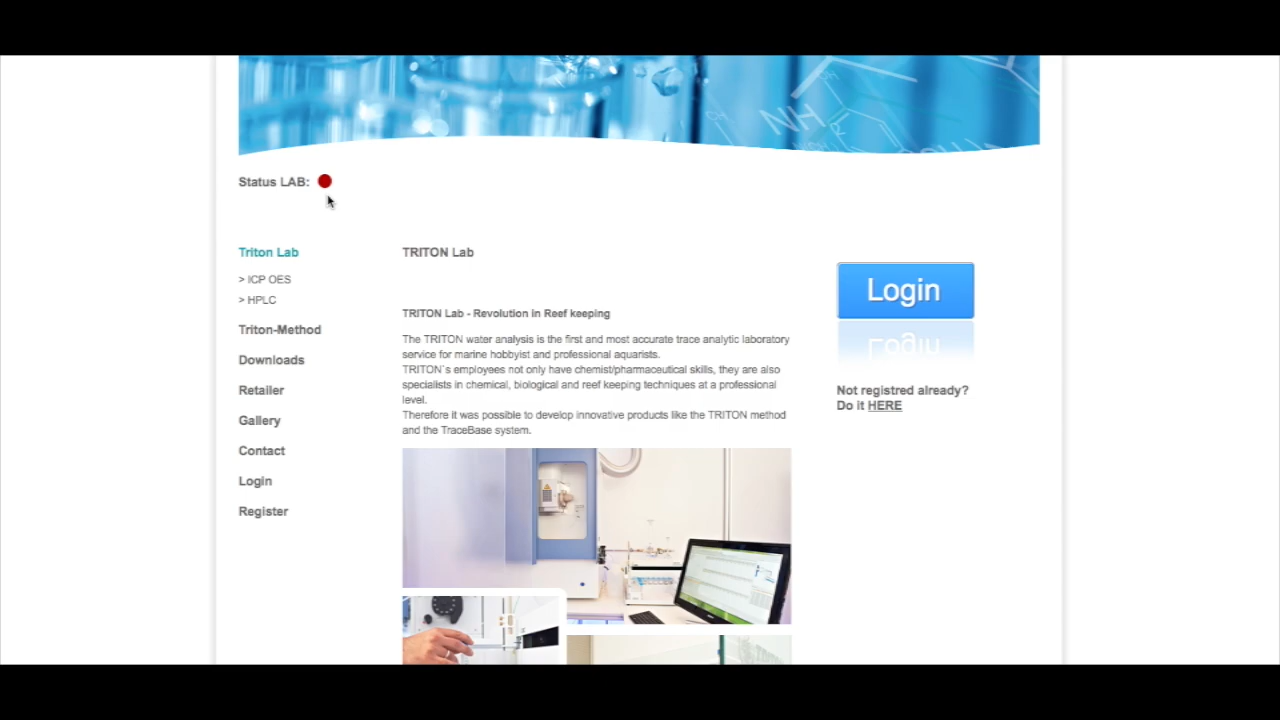 NH
CH
Status LAB:
Triton Lab
> ICP OES
> HPLC
Triton-Method
Downloads
Retailer
Gallery
Contact
Login
Register
TRITON Lab
TRITON Lab - Revolution in Reef keeping
The TRITON water analysis is the first and most accurate trace analytic laboratory
service for marine hobbyist and professional aquarists.
TRITON`s employees not only have chemist/pharmaceutical skills, they are also
specialists in chemical, biological and reef keeping techniques at a professional
level.
Therefore it was possible to develop innovative products like the TRITON method
and the TraceBase system.
Login
Not registred already?
Do it HERE